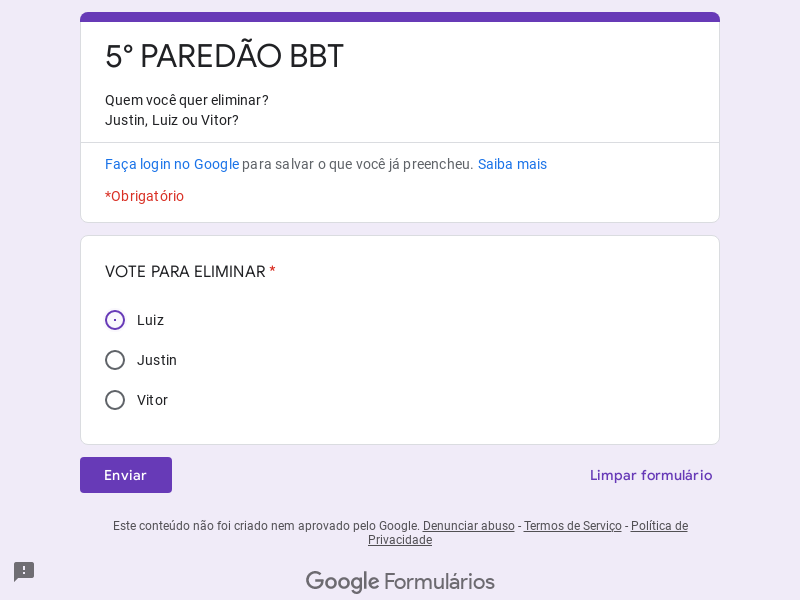 5° PAREDÃO BBT
Quem você quer eliminar?
Justin, Luiz ou Vitor?
Faça login no Google para salvar o que você já preencheu. Saiba mais
*Obrigatório
VOTE PARA ELIMINAR *
Luiz
Justin
Vitor
Enviar
Limpar formulário
Este conteúdo não foi criado nem aprovado pelo Google. Denunciar abuso - Termos de Serviço - Política de
Privacidade
Google Formulários